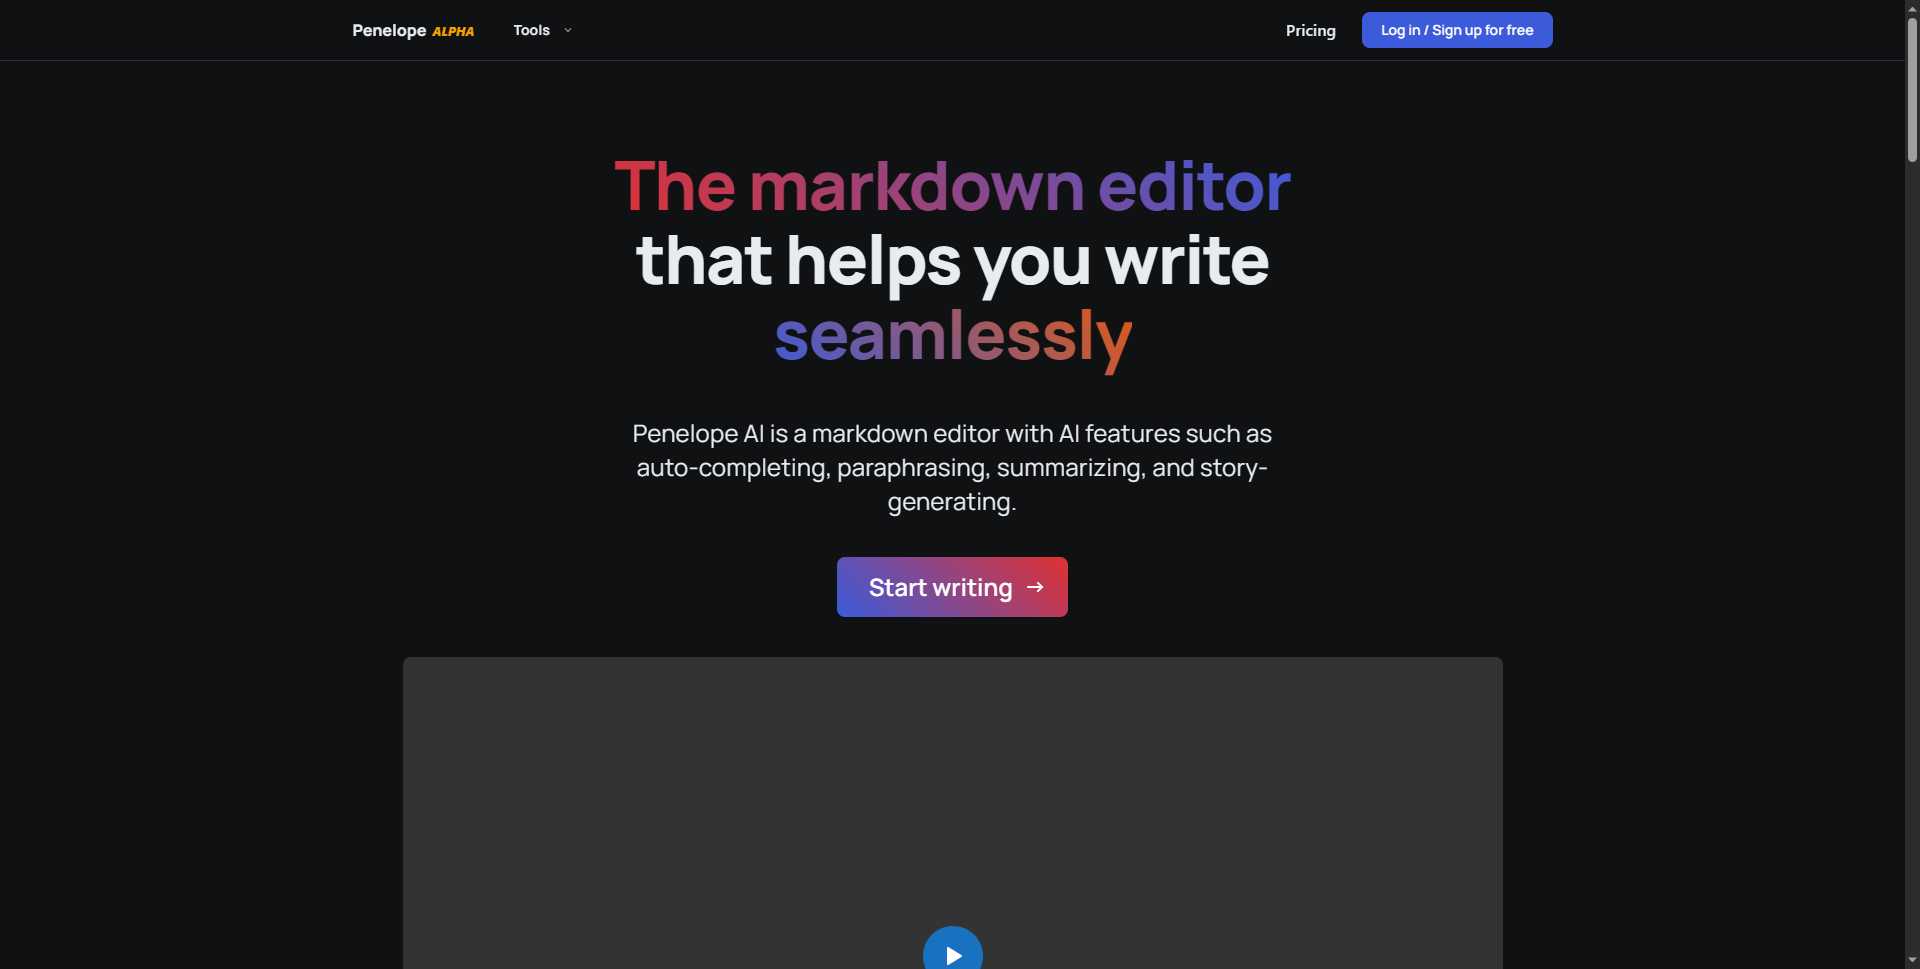 Penelope ALPHA
Tools
Pricing
Log in / Sign up for free
The markdown editor
that helps you write
seamlessly
Penelope AI is a markdown editor with AI features such as
auto-completing, paraphrasing, summarizing, and story-
generating.
Start writing →